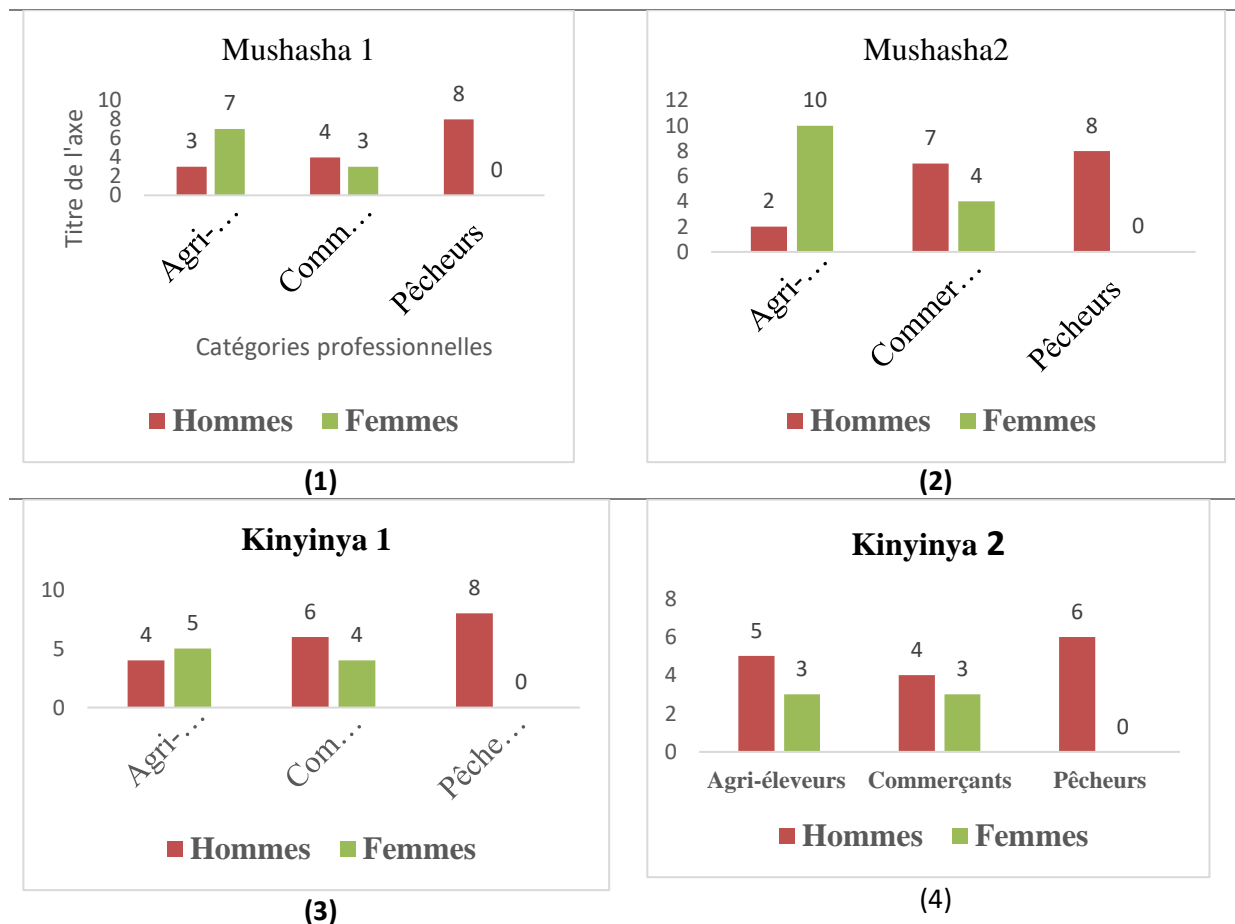 Mushasha 1
10
8
6
4
2
0
Titre de l'axe
3
7
4
3
8
0
Agri-…
Comm…
Pêcheurs
Catégories professionnelles
Hommes Femmes
(1)
Mushasha2
12
10
8
6
4
2
0
2
10
7
4
8
0
Agri-…
Commer…
Pêcheurs
Hommes Femmes
(2)
Kinyinya 1
10
5
0
4
5
6
4
8
0
Agri-…
Com…
Pêche…
Hommes Femmes
(3)
Kinyinya 2
8
6
4
2
0
5
3
4
3
6
0
Agri-éleveurs Commerçants Pêcheurs
Hommes Femmes
(4)